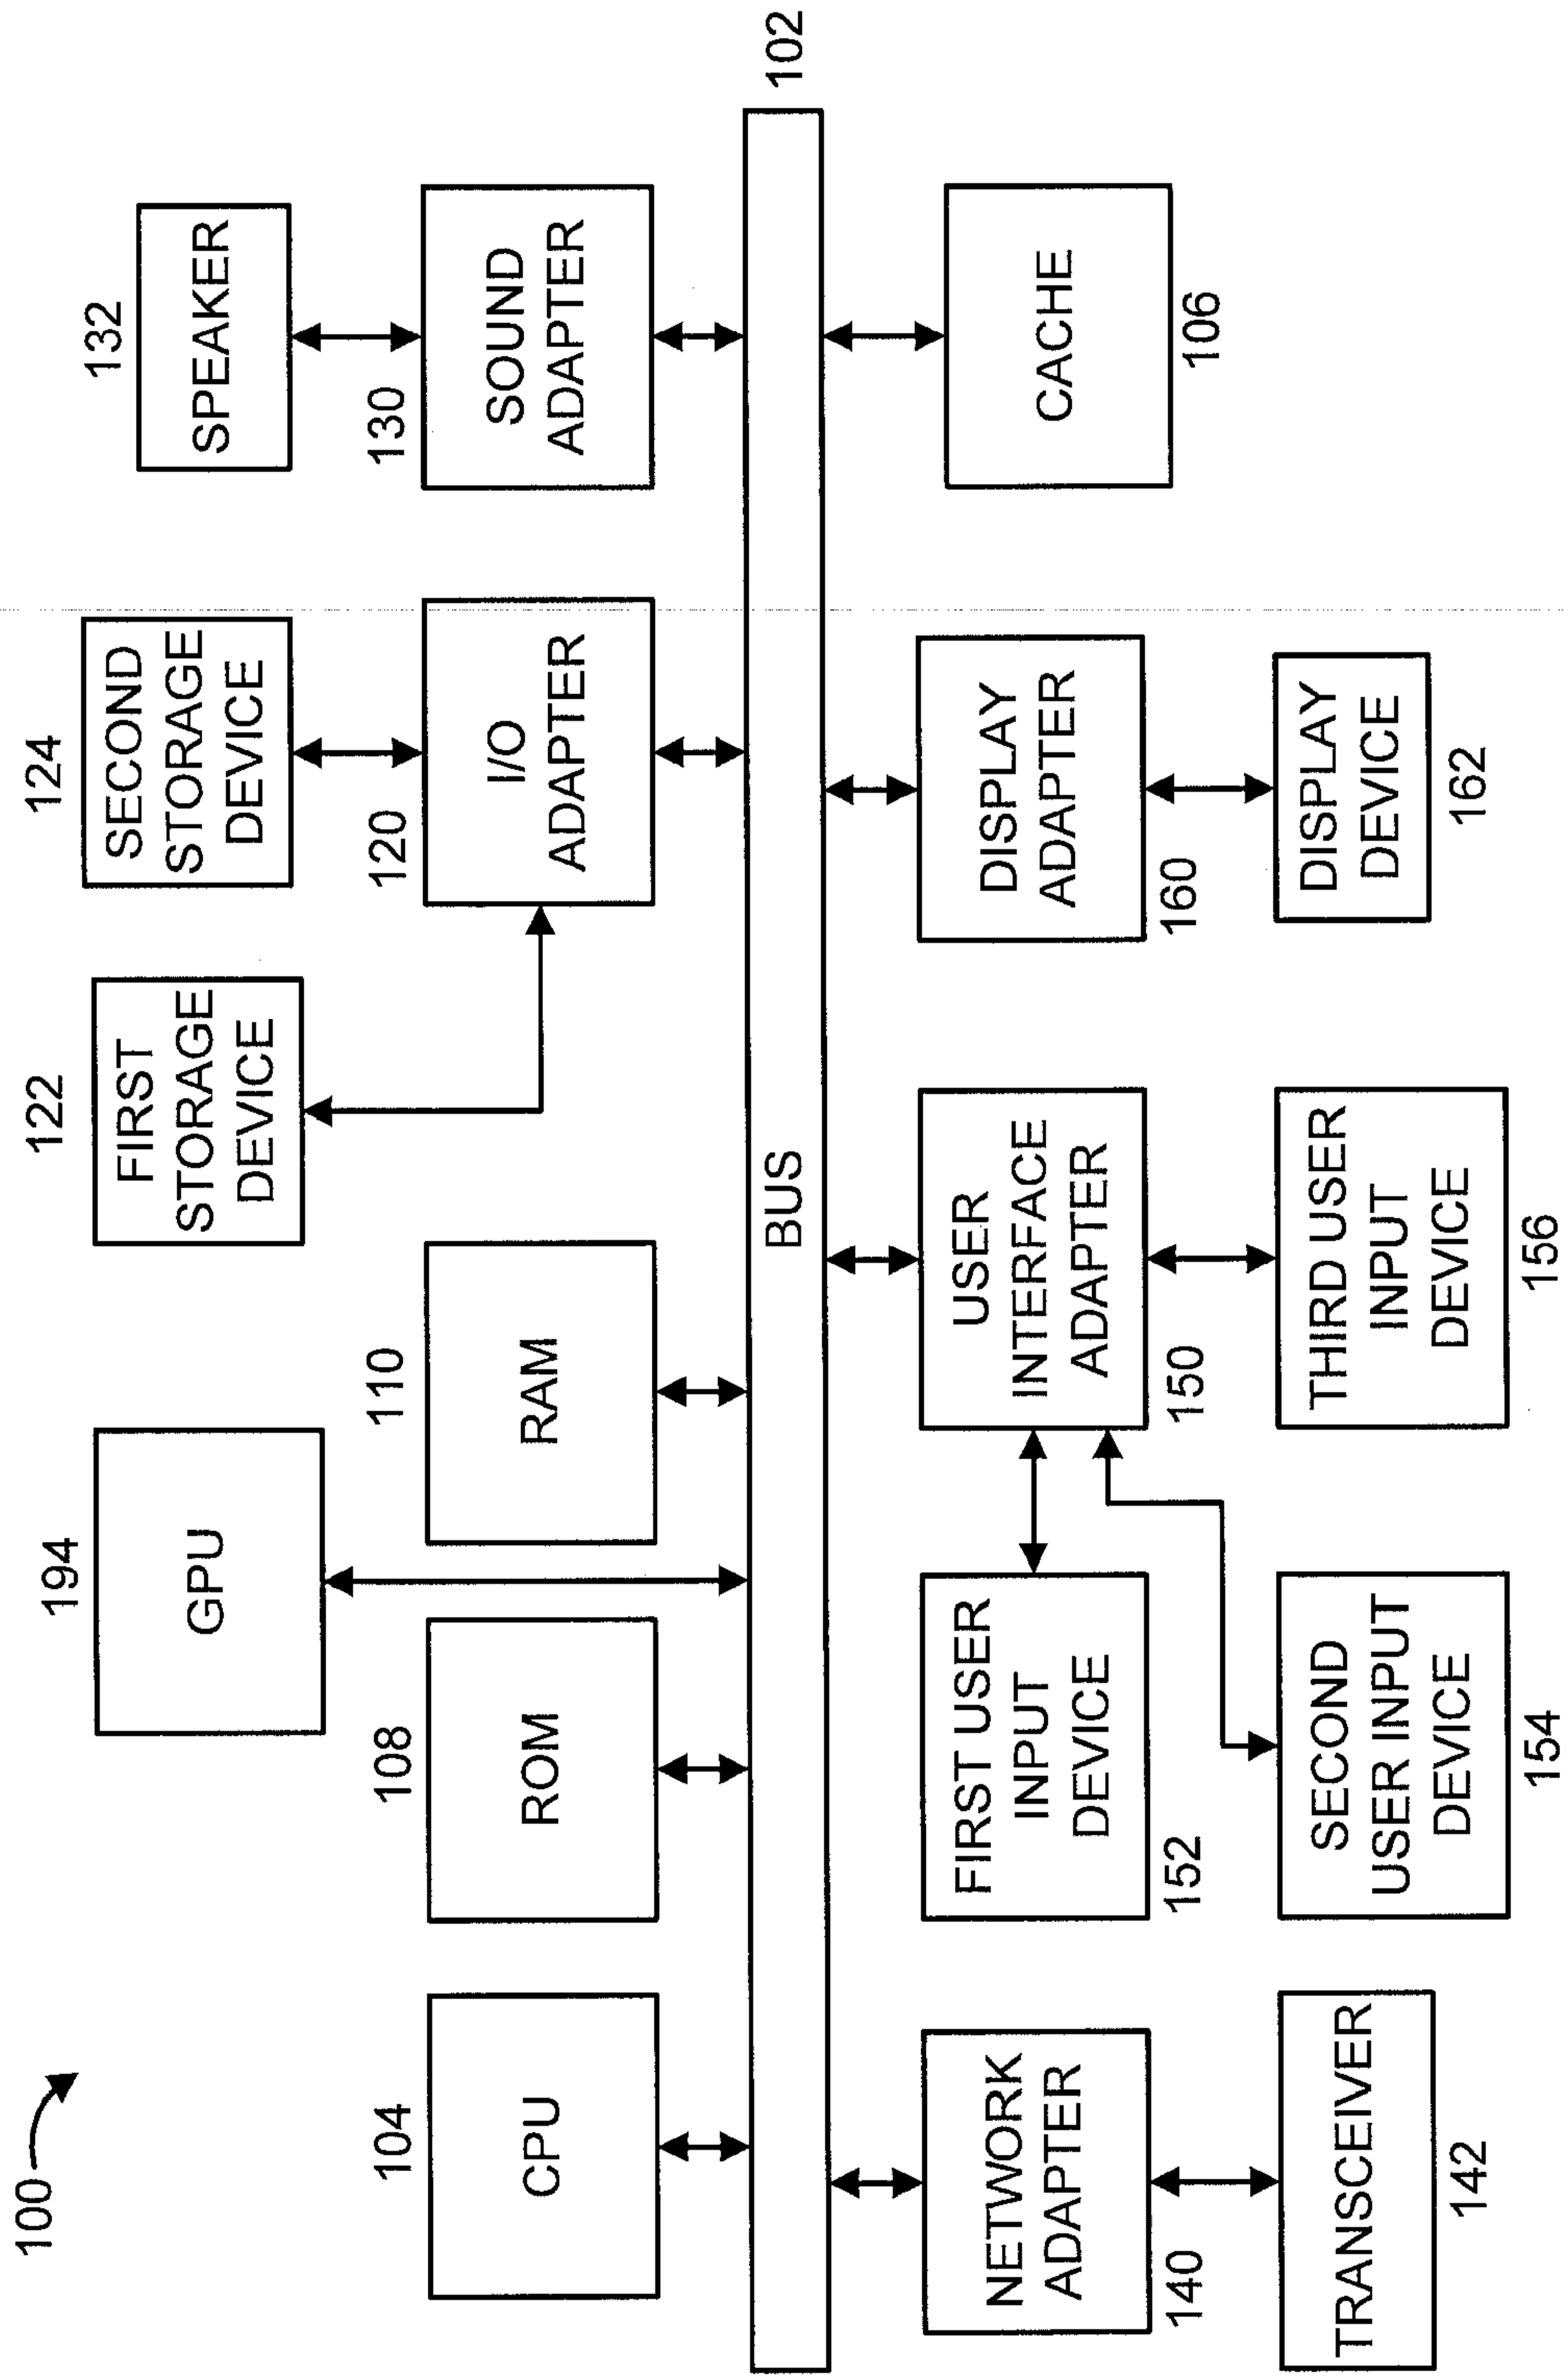 100
122
FIRST
STORAGE
DEVICE
124
SECOND
STORAGE
DEVICE
132
SPEAKER
194
GPU
104
CPU
108
ROM
110
RAM
120
I/O
ADAPTER
130
SOUND
ADAPTER
BUS
102
NETWORK
ADAPTER
140
FIRST USER
INPUT
DEVICE
152
USER
INTERFACE
ADAPTER
150
DISPLAY
ADAPTER
160
CACHE
106
TRANSCEIVER
142
SECOND
USER INPUT
DEVICE
154
THIRD USER
INPUT
DEVICE
156
DISPLAY
DEVICE
162